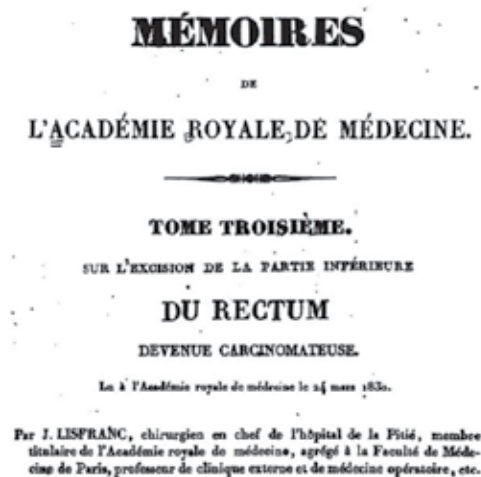 MÉMOIRES
DE
L'ACADÉMIE ROYALE DE MÉDECINE.
TOME TROISIÈME.
SUR L'EXCISION DE LA PARTIE INFÉRIEURE
DU RECTUM
DEVENUE CARCINOMATEUSE.
Lu à l'Académie royale de médecine le 24 mars 1830.
Par J. LISFRANC, chirurgien en chef de l'hôpital de la Pitié, membre
titulaire de l'Académie royale de médecine, agrégé à la Faculté de Méde-
cine de Paris, professeur de clinique externe et de médecine opératoire, etc.